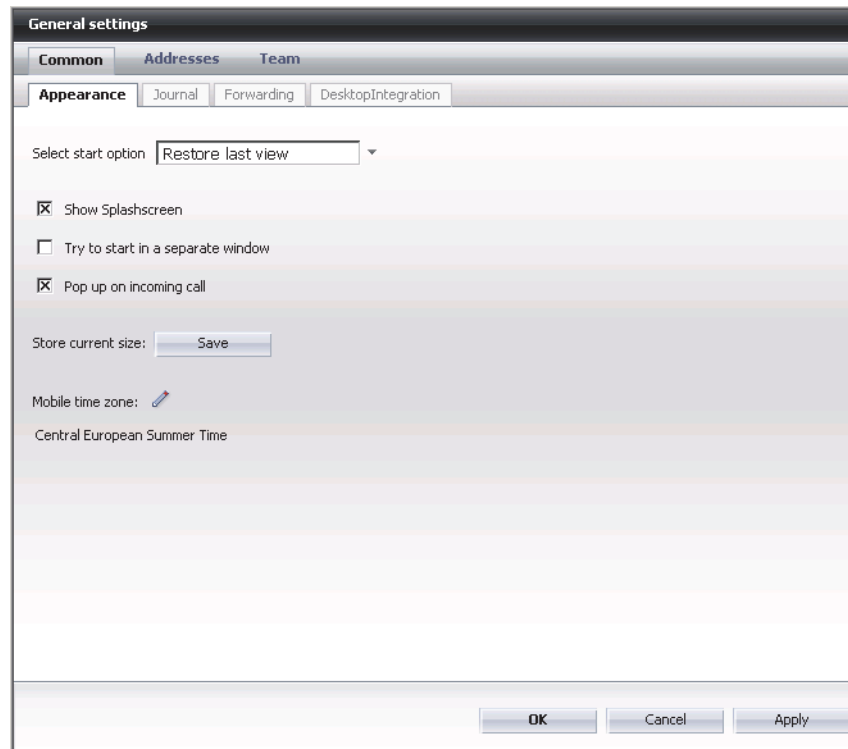 General settings
Common Addresses Team
Appearance Journal Forwarding DesktopIntegration
Select start option Restore last view
Show Splashscreen
Try to start in a separate window
Pop up on incoming call
Store current size: Save
Mobile time zone:
Central European Summer Time
OK Cancel Apply